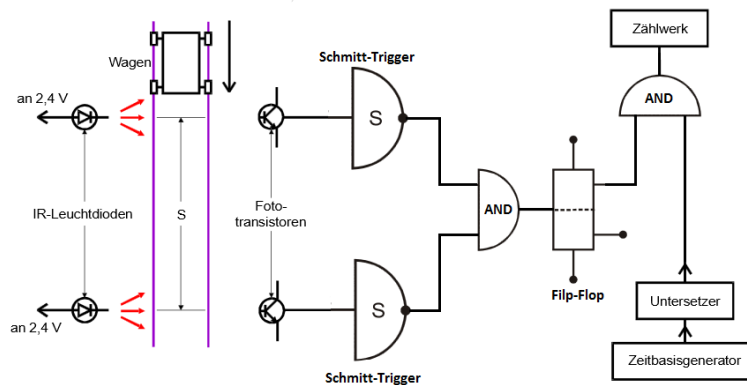 Zählwerk
Schmitt-Trigger
Wagen
an 2,4 V
S
AND
IR-Leuchtdioden
S
Foto-
transistoren
AND
Filp-Flop
Untersetzer
S
an 2,4 V
Zeitbasisgenerator
Schmitt-Trigger